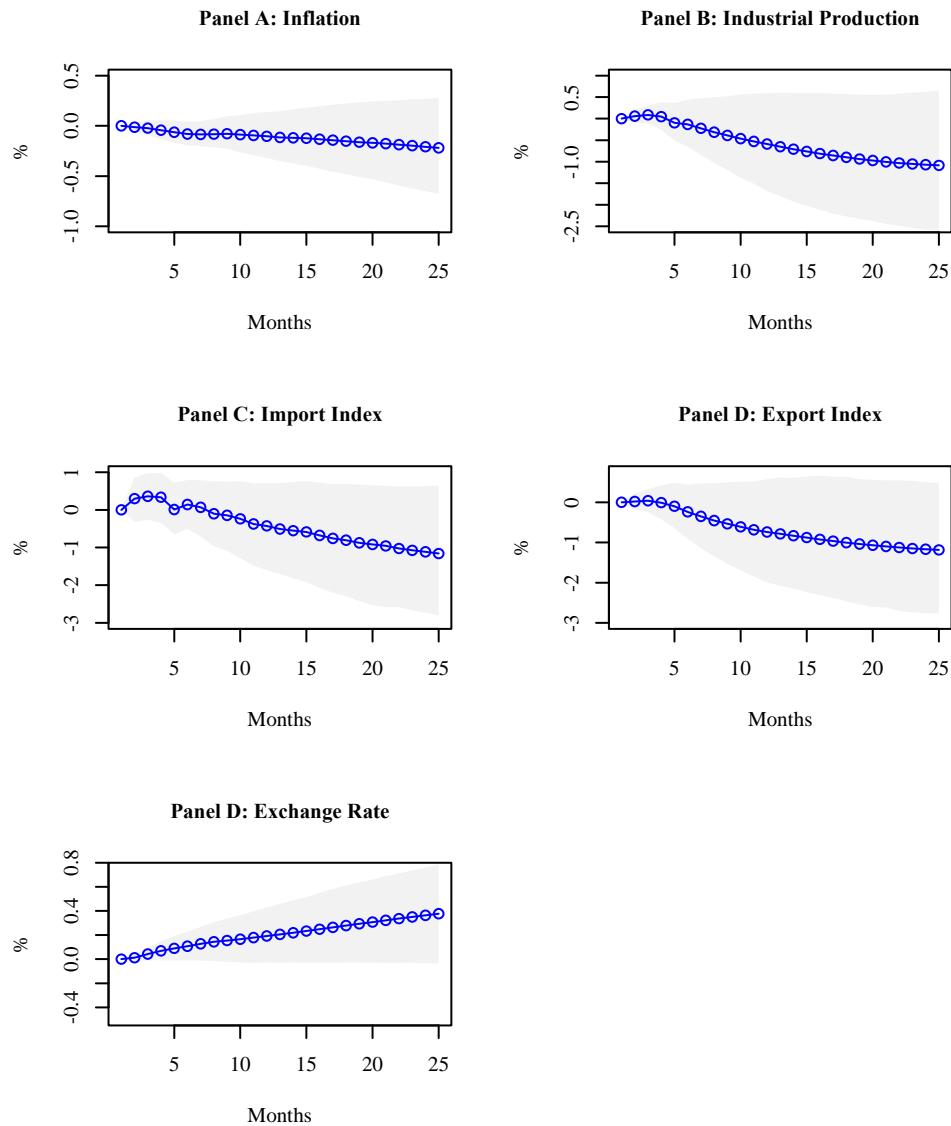 Panel A: Inflation
%
0.5
0.0
-0.5
-1.0
5 10 15 20 25
Months
Panel B: Industrial Production
%
0.5
-1.0
-2.5
5 10 15 20 25
Months
Panel C: Import Index
%
1
0
-1
-2
-3
5 10 15 20 25
Months
Panel D: Export Index
%
0
-1
-2
-3
5 10 15 20 25
Months
Panel D: Exchange Rate
%
0.8
0.4
0.0
-0.4
5 10 15 20 25
Months